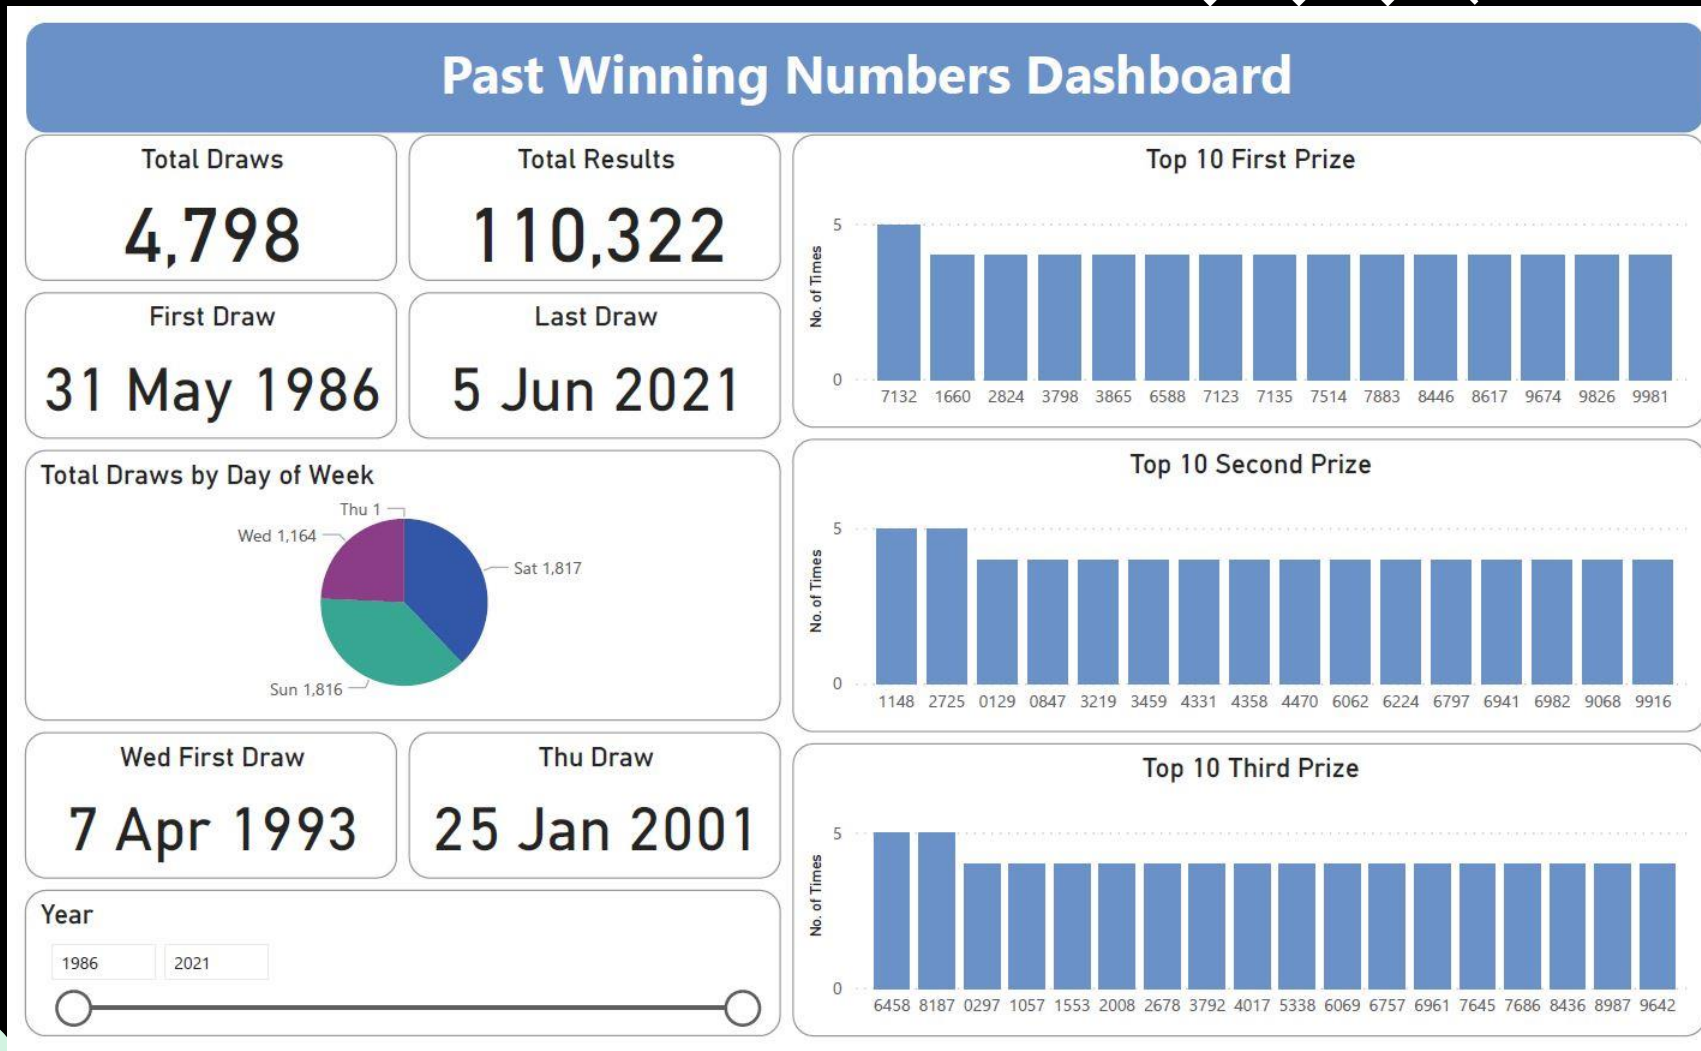 Past Winning Numbers Dashboard
Total Draws
4,798
Total Results
110,322
First Draw
31 May 1986
Last Draw
5 Jun 2021
Total Draws by Day of Week
Thu 1
Wed 1,164
Sat 1,817
Sun 1,816
Wed First Draw
7 Apr 1993
Thu Draw
25 Jan 2001
Year
1986 2021
Top 10 First Prize
No. of Times
5
0
7132 1660 2824 3798 3865 6588 7123 7135 7514 7883 8446 8617 9674 9826 9981
Top 10 Second Prize
No. of Times
5
0
1148 2725 0129 0847 3219 3459 4331 4358 4470 6062 6224 6797 6941 6982 9068 9916
Top 10 Third Prize
No. of Times
5
0
6458 8187 0297 1057 1553 2008 2678 3792 4017 5338 6069 6757 6961 7645 7686 8436 8987 9642